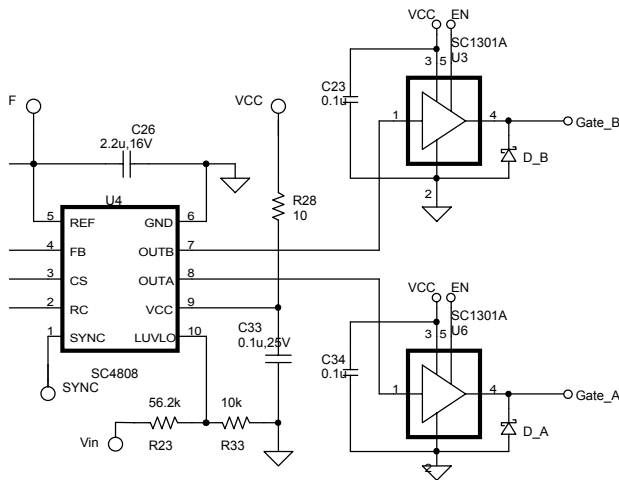 VCC EN
SC1301A
U3
3 5
C23
0.1u
1
4
Gate_B
D_B
2
F
C26
2.2u,16V
VCC
R28
10
U4
5 REF GND 6
4 FB OUTB 7
3 CS OUTA 8
2 RC VCC 9
1 SYNC LUVLO 10
SC4808
SYNC
C33
0.1u,25V
56.2k
10k
Vin
R23
R33
VCC EN
SC1301A
U6
3 5
C34
0.1u
1
4
Gate_A
D_A
2